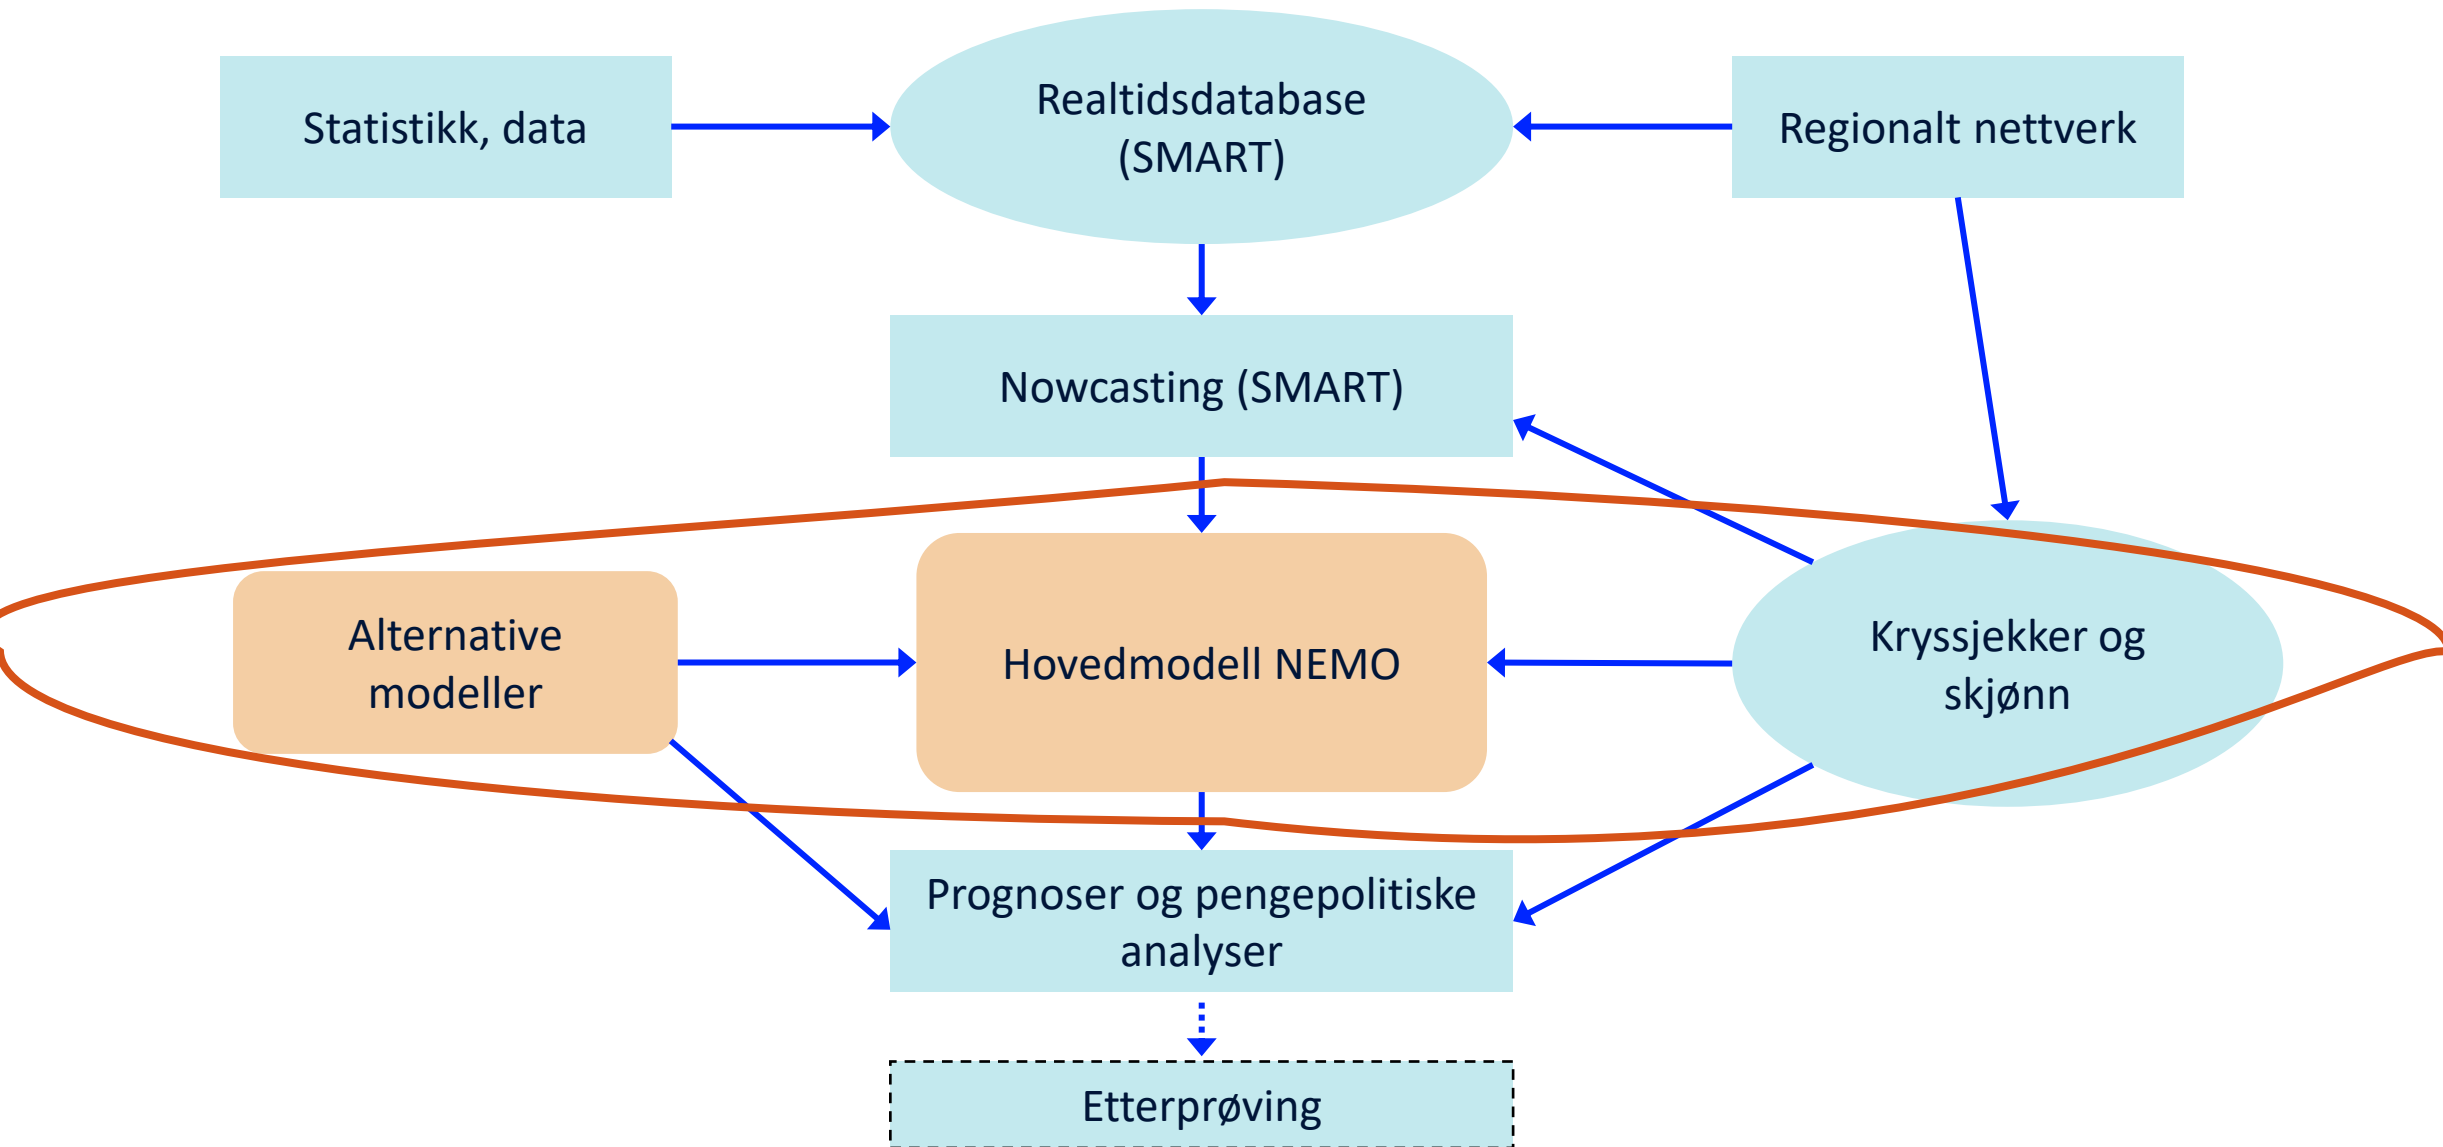 Statistikk, data
Realtidsdatabase
(SMART)
Regionalt nettverk
Nowcasting (SMART)
Alternative
modeller
Hovedmodell NEMO
Kryssjekker og
skjønn
Prognoser og pengepolitiske
analyser
Etterprøving